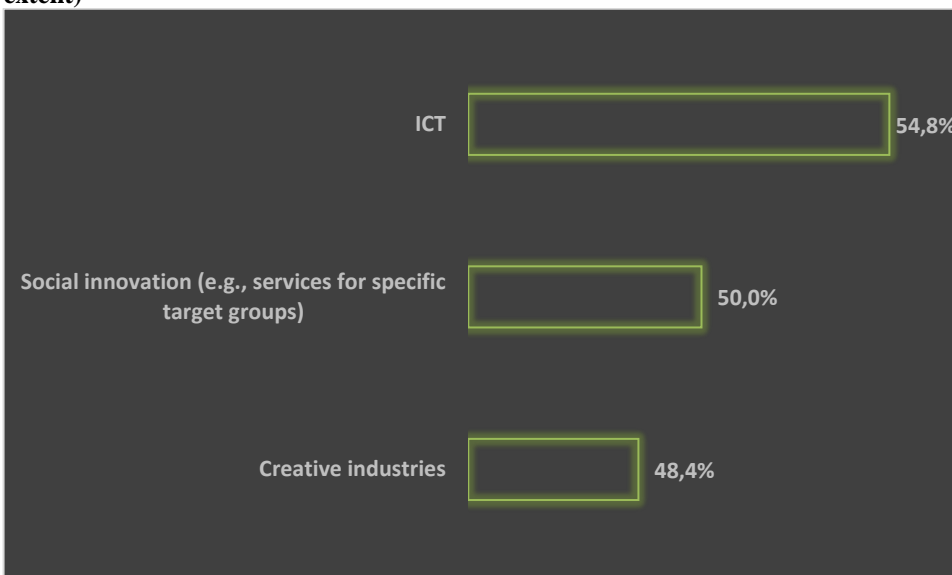 extent)
ICT
54,8%
Social innovation (e.g., services for specific
target groups)
50,0%
Creative industries
48,4%